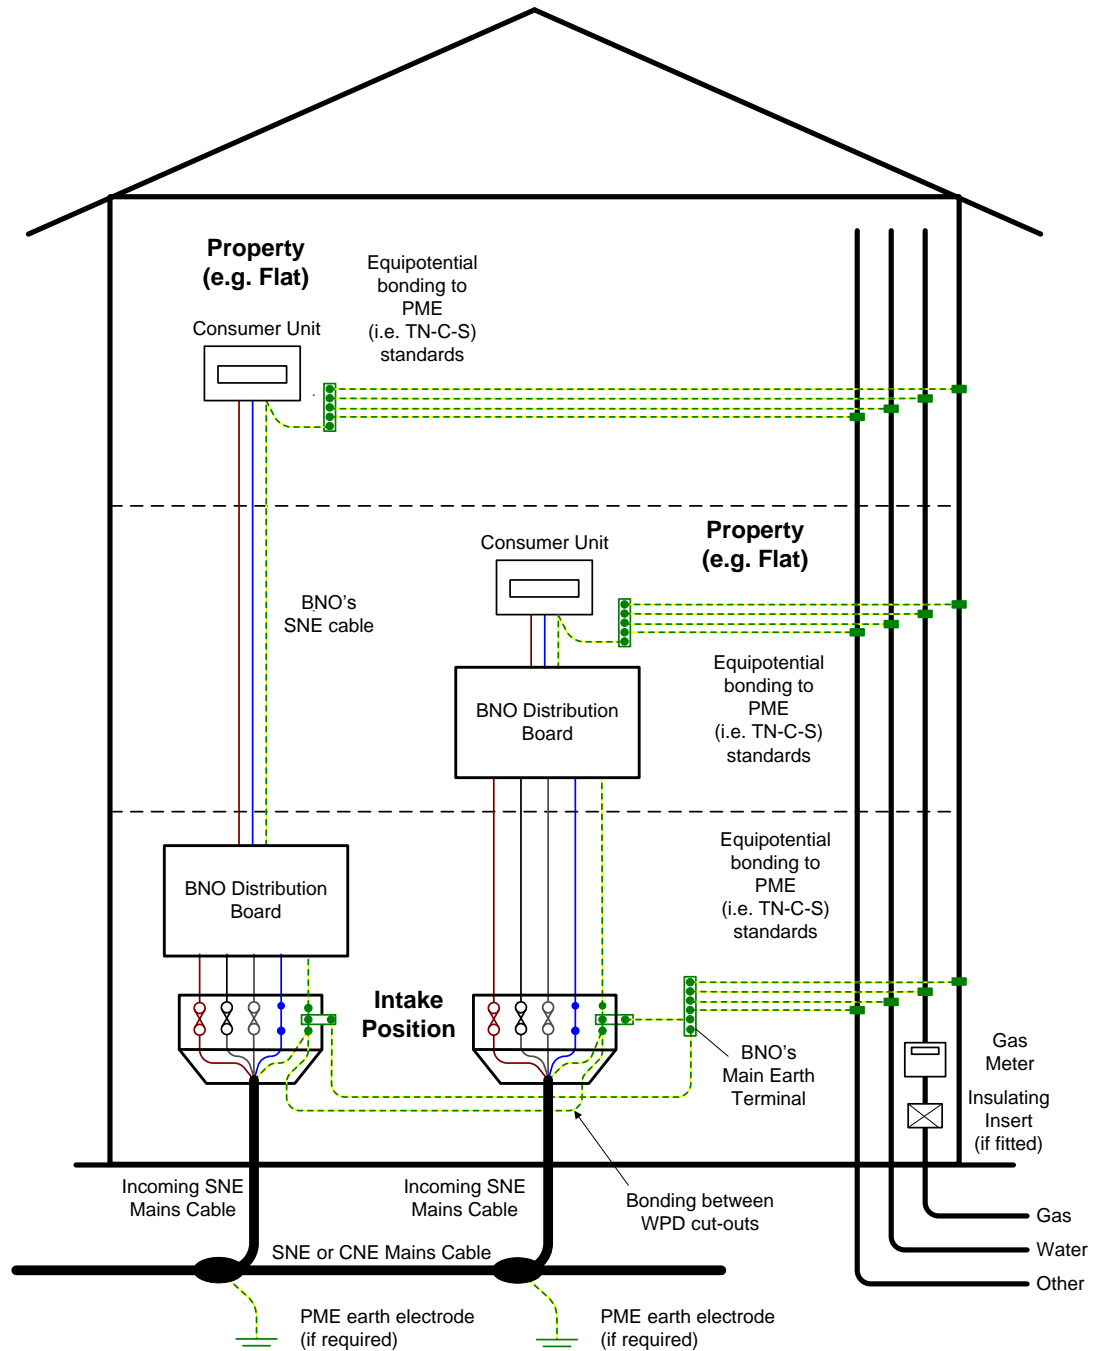 Property
(e.g. Flat)
Equipotential
bonding to
PME
(i.e. TN-C-S)
standards
Consumer Unit
Property
(e.g. Flat)
Consumer Unit
BNO's
SNE cable
Equipotential
bonding to
PME
(i.e. TN-C-S)
standards
BNO Distribution
Board
Equipotential
bonding to
PME
(i.e. TN-C-S)
standards
BNO Distribution
Board
Intake
Position
BNO's
Main Earth
Terminal
Gas
Meter
Insulating
Insert
(if fitted)
Incoming SNE
Mains Cable
Incoming SNE
Mains Cable
Bonding between
WPD cut-outs
Gas
SNE or CNE Mains Cable
Water
Other
PME earth electrode
(if required)
PME earth electrode
(if required)